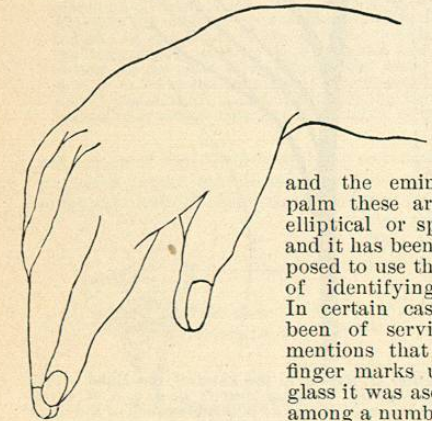 and the emin
palm these ar
elliptical or sp
and it has been
posed to use th
of identifying
In certain cas
been of servi
mentions that
finger marks u
glass it was asc
among a numb